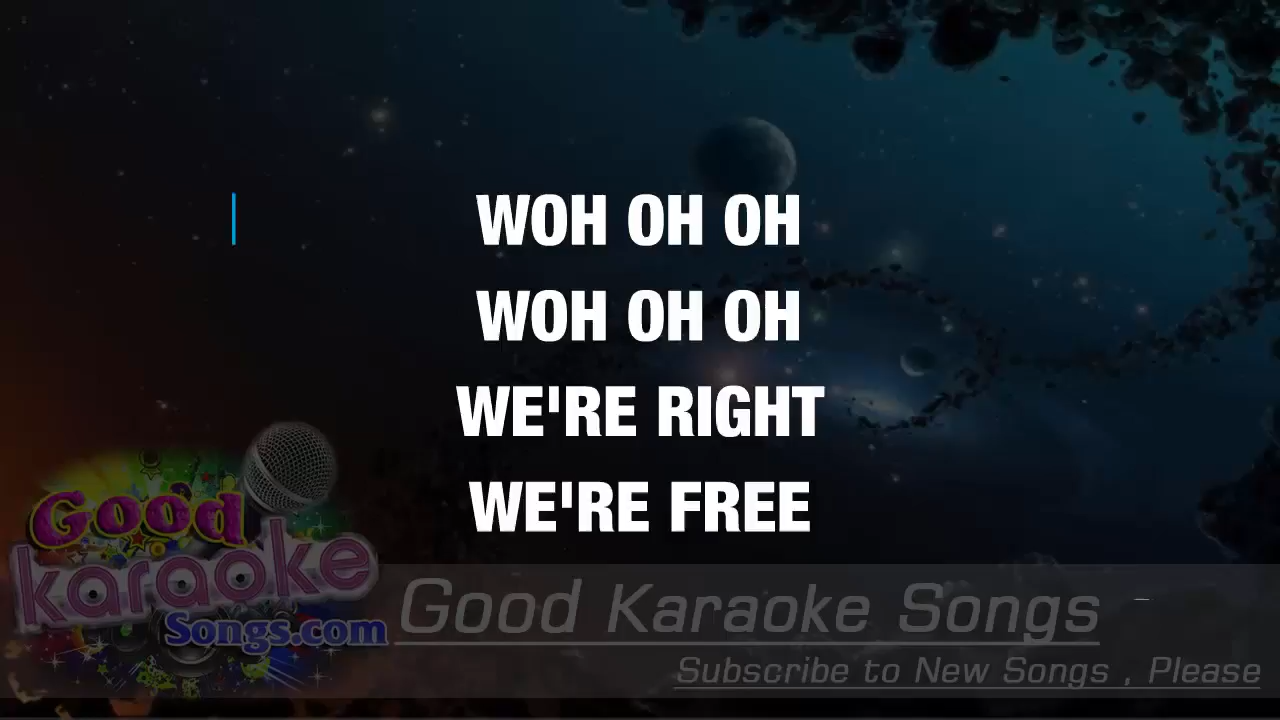 WOH OH OH
WOH OH OH
WE'RE RIGHT
WE'RE FREE
Good
karaoke
Songs.com
Good Karaoke Songs
Subscribe to New Songs , Please